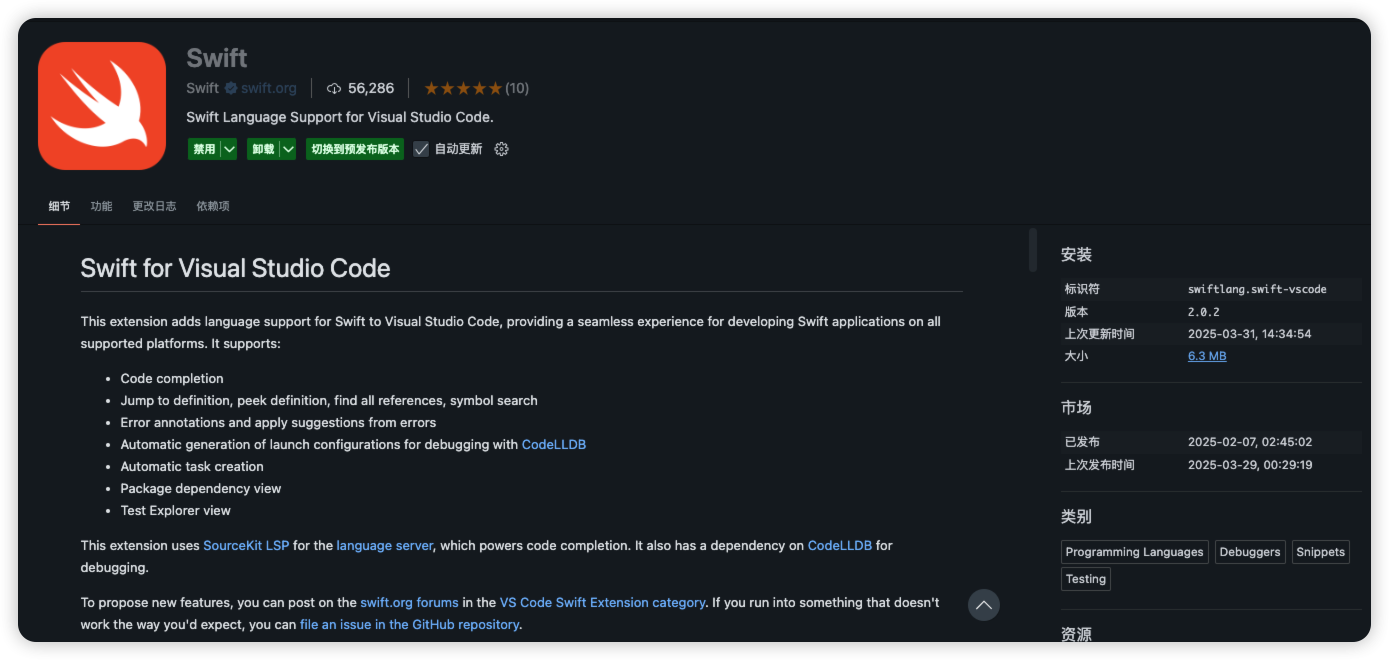 Swift
Swift swift.org 56,286 (10)
Swift Language Support for Visual Studio Code.
禁用 卸载 切换到预发布版本 自动更新
细节 功能 更改日志 依赖项
Swift for Visual Studio Code
This extension adds language support for Swift to Visual Studio Code, providing a seamless experience for developing Swift applications on all
supported platforms. It supports:
• Code completion
• Jump to definition, peek definition, find all references, symbol search
• Error annotations and apply suggestions from errors
• Automatic generation of launch configurations for debugging with CodeLLDB
• Automatic task creation
• Package dependency view
• Test Explorer view
This extension uses SourceKit LSP for the language server, which powers code completion. It also has a dependency on CodeLLDB for
debugging.
To propose new features, you can post on the swift.org forums in the VS Code Swift Extension category. If you run into something that doesn't
work the way you'd expect, you can file an issue in the GitHub repository.
安装
标识符 swiftlang.swift-vscode
版本 2.0.2
上次更新时间 2025-03-31, 14:34:54
大小 6.3 MB
市场
已发布 2025-02-07, 02:45:02
上次发布时间 2025-03-29, 00:29:19
类别
Programming Languages Debuggers Snippets
Testing
资源